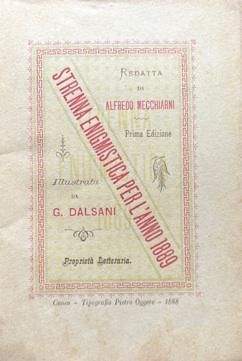 REDATTA
DA
ALFREDO MECCHIARNI
Prima Edizione
STRENNA ENIGMISTICA PER L'ANNO 1889
Illustrata
DA
G. DALSANI
Proprietà Letteraria.
Cuneo - Tipografia Pietro Oggero - 1888